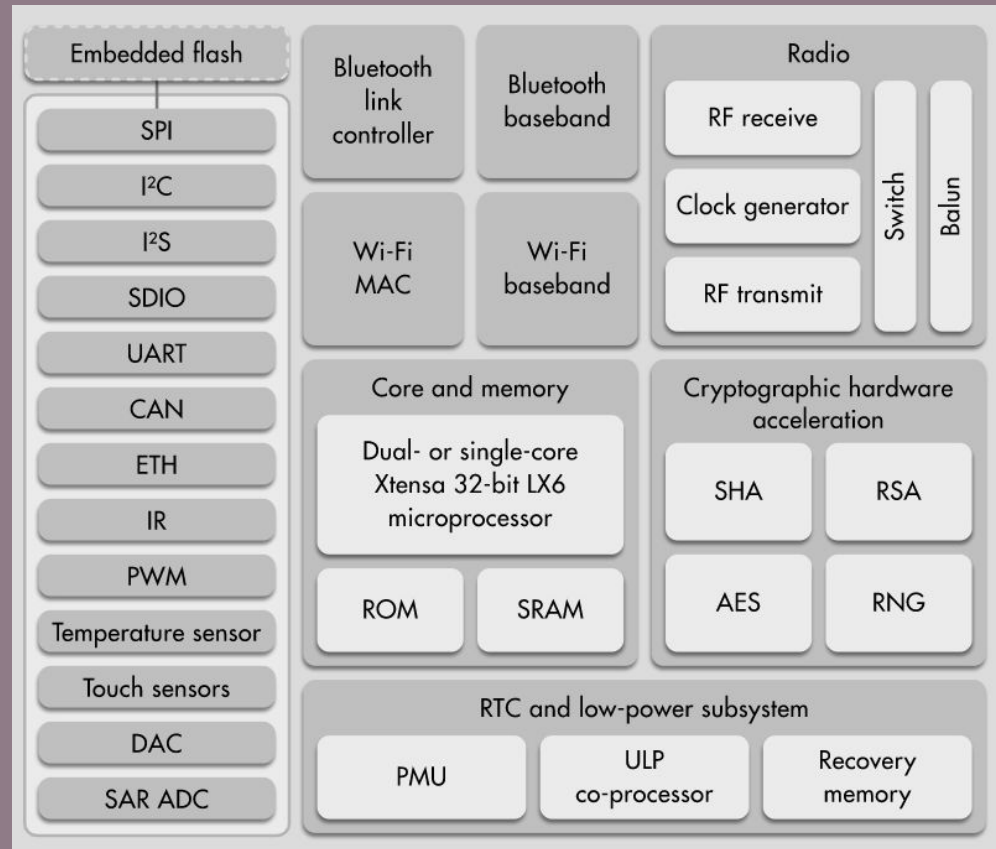 Embedded flash
SPI
I²C
I²S
SDIO
UART
CAN
ETH
IR
PWM
Temperature sensor
Touch sensors
DAC
SAR ADC
Bluetooth
link
controller
Bluetooth
baseband
Wi-Fi
MAC
Wi-Fi
baseband
Radio
RF receive
Clock generator
RF transmit
Switch
Balun
Core and memory
Dual- or single-core
Xtensa 32-bit LX6
microprocessor
ROM
SRAM
Cryptographic hardware
acceleration
SHA
RSA
AES
RNG
RTC and low-power subsystem
PMU
ULP
co-processor
Recovery
memory